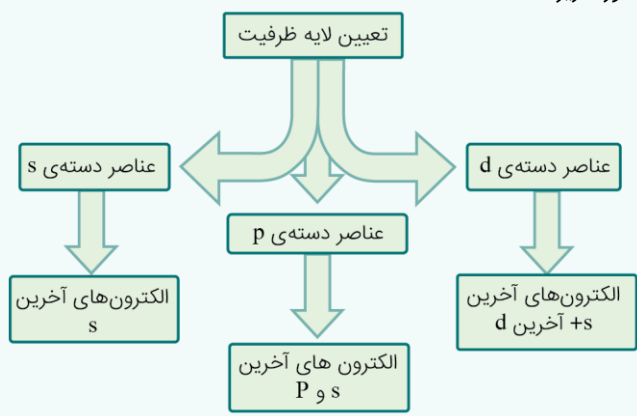 تعیین لایه ظرفیت
عناصر دسته‌ی d
عناصر دسته‌ی s
عناصر دسته‌ی p
الکترون‌های آخرین
s+ آخرین d
الکترون‌های آخرین
s
الکترون های آخرین
s و P